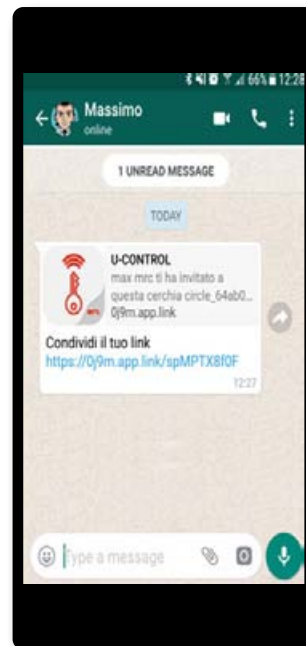 66% 12:28
Massimo
online
1 UNREAD MESSAGE
TODAY
U-CONTROL
max mrc ti ha invitato a
questa cerchia circle_64ab0...
0j9m.app.link
Condividi il tuo link
https://0j9m.app.link/spMPTX8f0F
12:27
Type a message